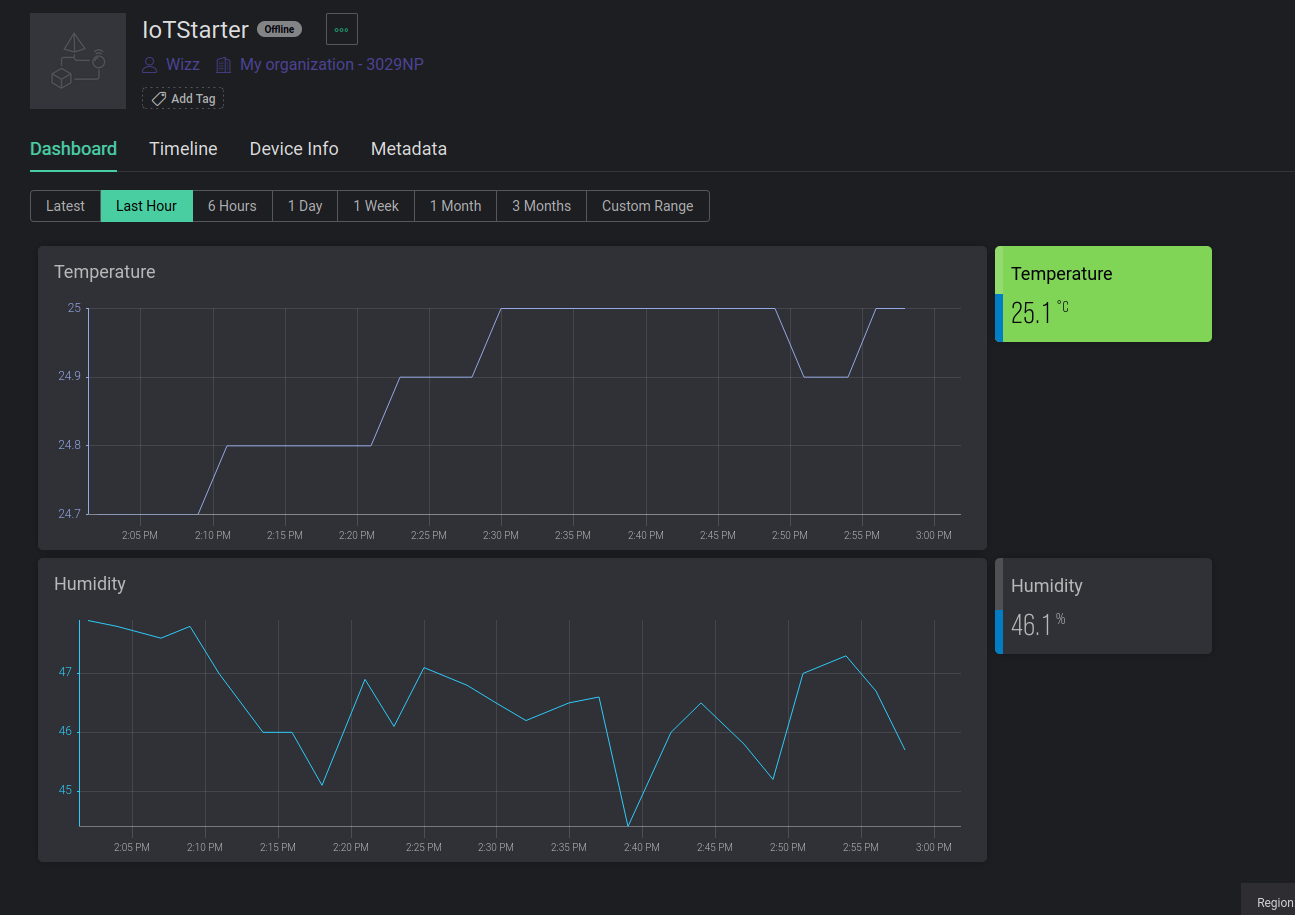 IoTStarter Offline
Wizz My organization - 3029NP
Add Tag
Dashboard Timeline Device Info Metadata
Latest Last Hour 6 Hours 1 Day 1 Week 1 Month 3 Months Custom Range
Temperature
25
24.9
24.8
24.7
2:05 PM 2:10 PM 2:15 PM 2:20 PM 2:25 PM 2:30 PM 2:35 PM 2:40 PM 2:45 PM 2:50 PM 2:55 PM 3:00 PM
Temperature
25.1 °C
Humidity
47
46
45
2:05 PM 2:10 PM 2:15 PM 2:20 PM 2:25 PM 2:30 PM 2:35 PM 2:40 PM 2:45 PM 2:50 PM 2:55 PM 3:00 PM
Humidity
46.1 %
Region